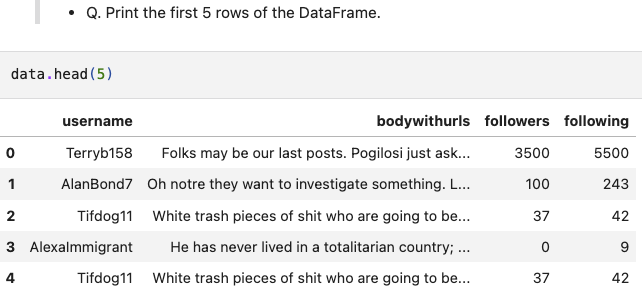 • Q. Print the first 5 rows of the DataFrame.
data.head(5)
username bodywithurls followers following
0 Terryb158 Folks may be our last posts. Pogilosi just ask... 3500 5500
1 AlanBond7 Oh notre they want to investigate something. L... 100 243
2 Tifdog11 White trash pieces of shit who are going to be... 37 42
3 AlexaImmigrant He has never lived in a totalitarian country; ... 0 9
4 Tifdog11 White trash pieces of shit who are going to be... 37 42